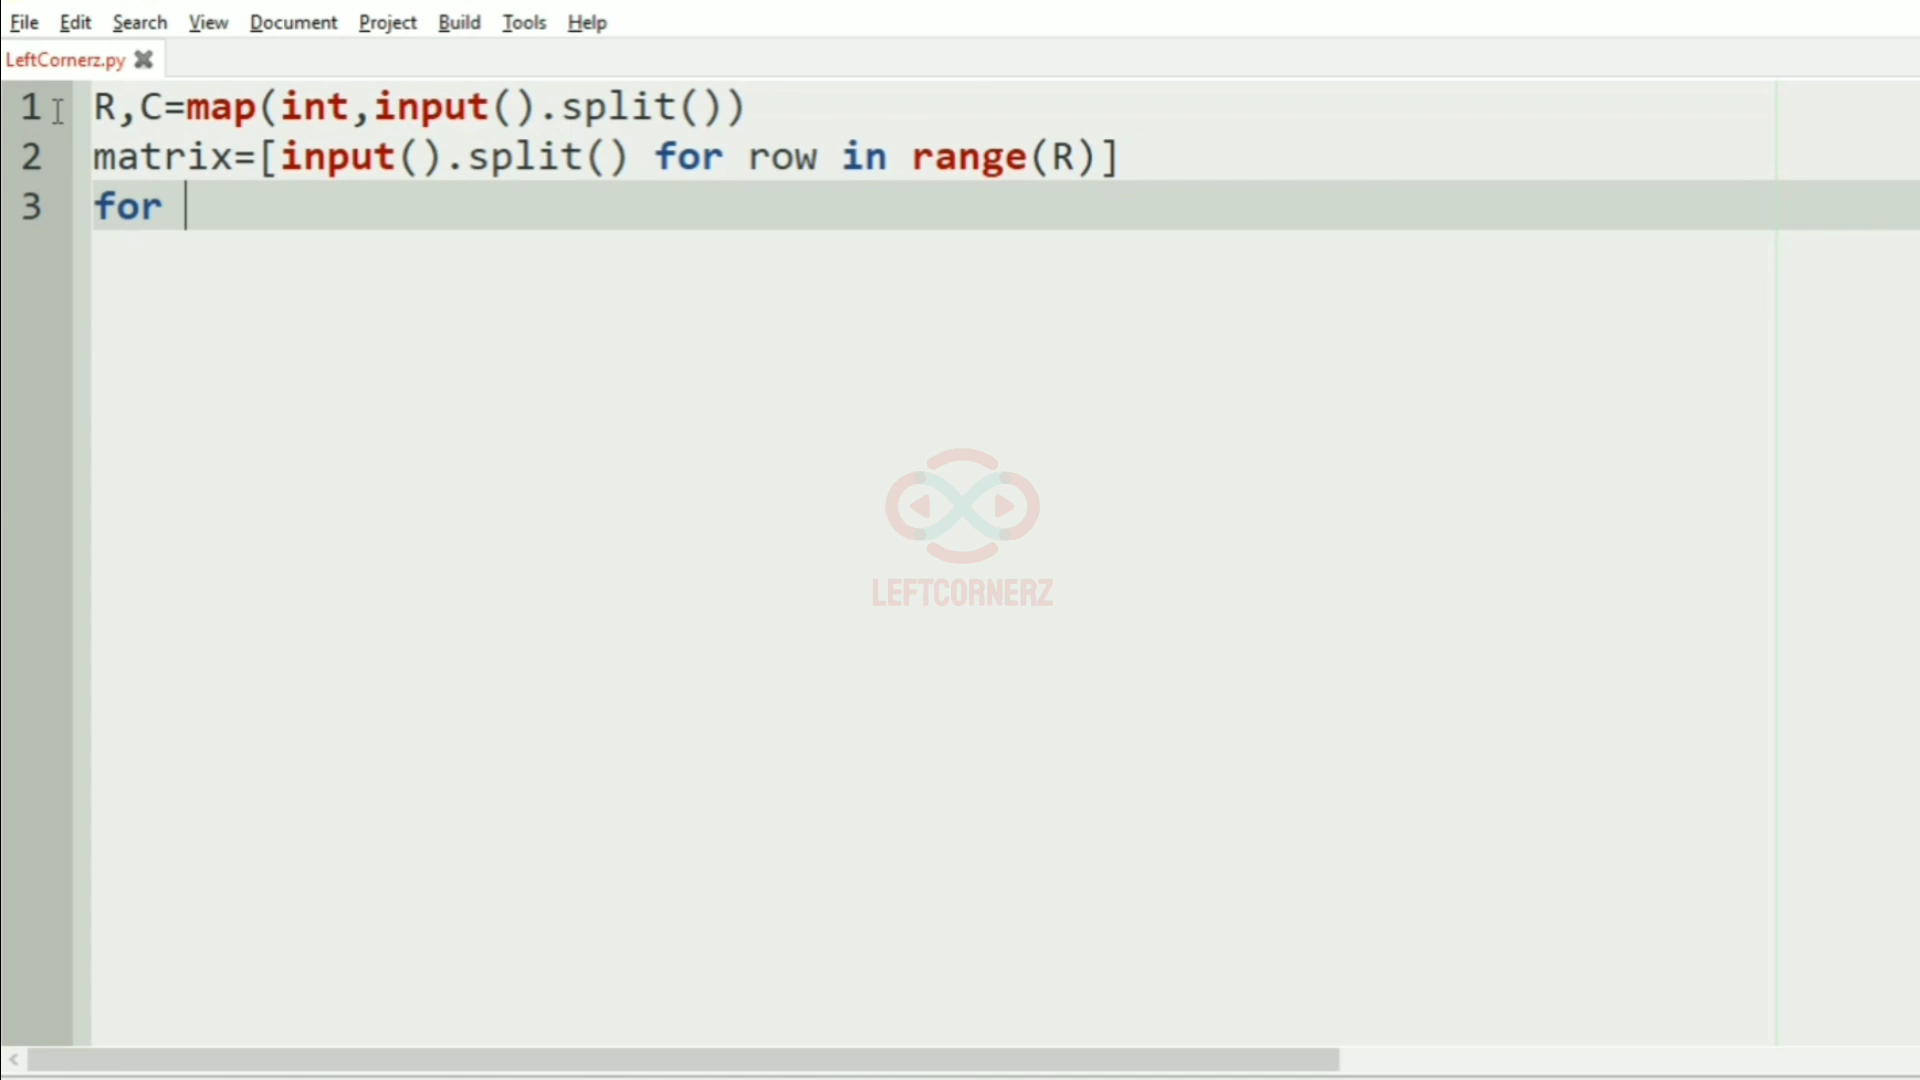 File Edit Search View Document Project Build Tools Help
LeftCornerz.py
1 R,C=map(int,input().split())
2 matrix=[input().split() for row in range(R)]
3 for
LEFTCORNERZ